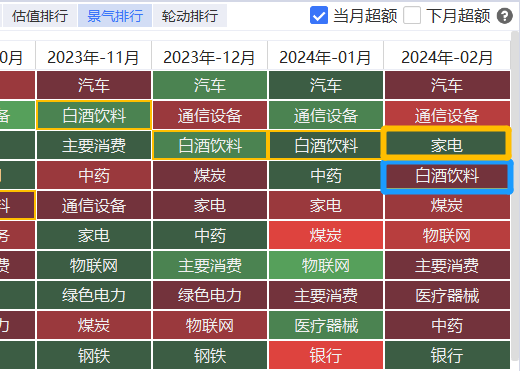 估值排行 景气排行 轮动排行 当月超额 下月超额
0月 2023年-11月 2023年-12月 2024年-01月 2024年-02月
汽车 汽车 汽车 汽车
备 白酒饮料 通信设备 通信设备 通信设备
主要消费 白酒饮料 白酒饮料 家电
中药 煤炭 中药 白酒饮料
料 通信设备 家电 家电 煤炭
务 家电 中药 煤炭 物联网
费 物联网 主要消费 物联网 主要消费
绿色电力 绿色电力 主要消费 医疗器械
力 煤炭 物联网 医疗器械 中药
钢铁 钢铁 银行 银行